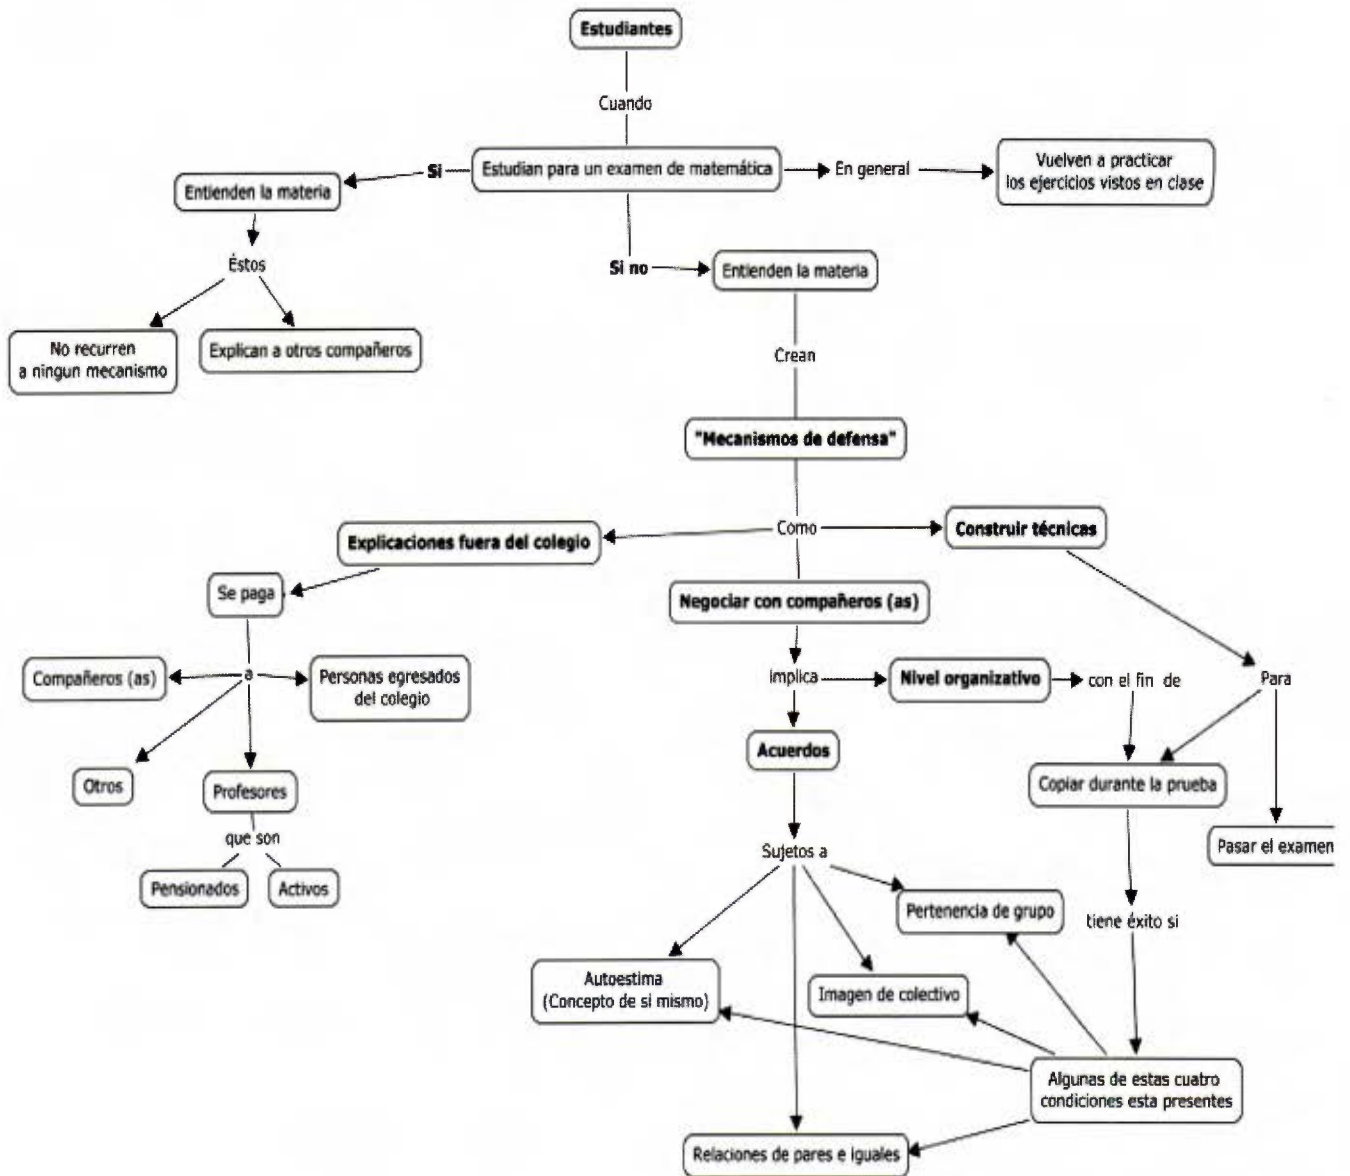 Estudiantes
Cuando
Si
Estudian para un examen de matemática
En general
Vuelven a practicar
los ejercicios vistos en clase
Entienden la materia
Éstos
Si no
Entienden la materia
No recurren
a ningun mecanismo
Explican a otros compañeros
Crean
"Mecanismos de defensa"
Como
Explicaciones fuera del colegio
Construir técnicas
Se paga
Negociar con compañeros (as)
Compañeros (as)
a
Personas egresados
del colegio
implica
Nivel organizativo
con el fin de
Para
Acuerdos
Otros
Profesores
Copiar durante la prueba
que son
Sujetos a
Pasar el examen
Pensionados
Activos
Pertenencia de grupo
tiene éxito si
Autoestima
(Concepto de si mismo)
Imagen de colectivo
Algunas de estas cuatro
condiciones esta presentes
Relaciones de pares e iguales